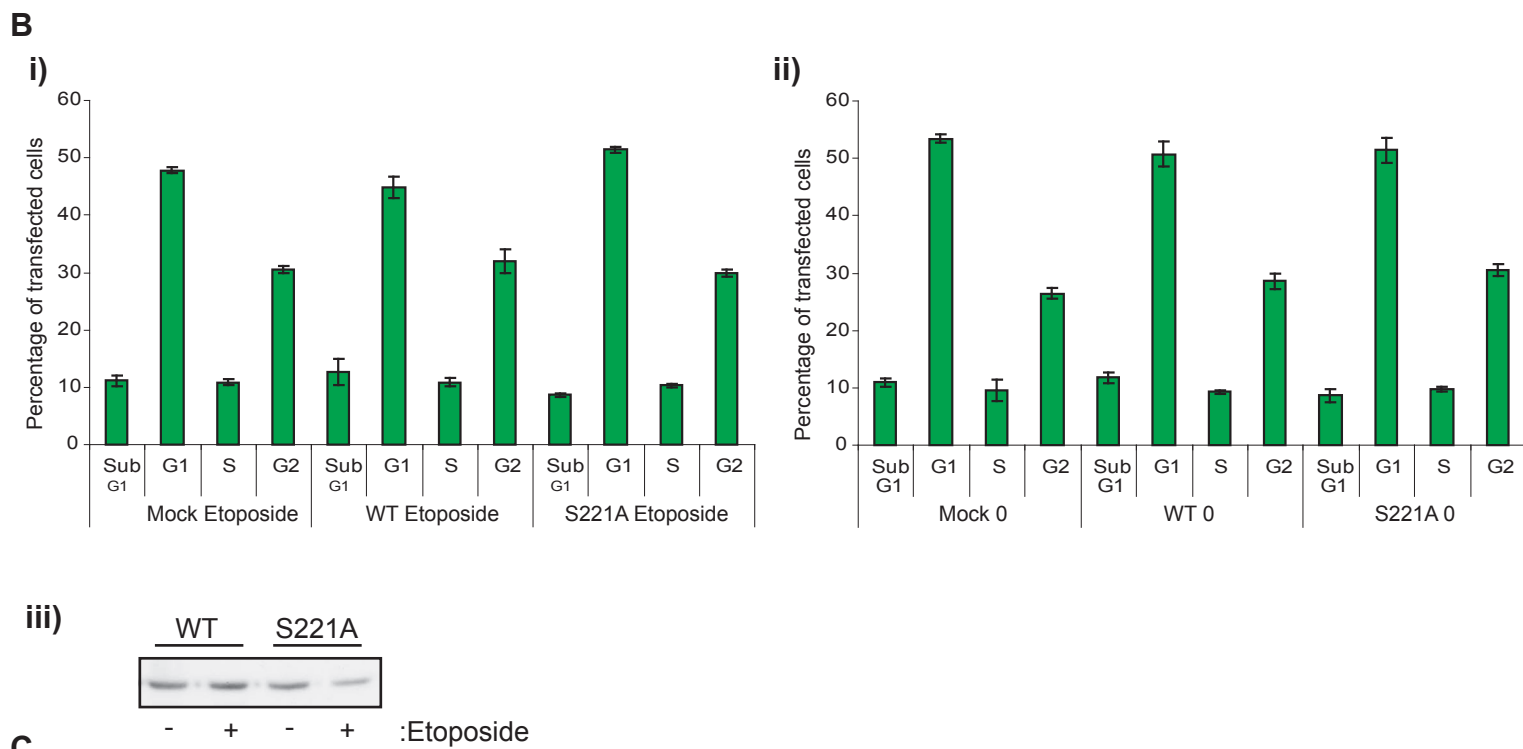 B
i)
Percentage of transfected cells
60
50
40
30
20
10
0
Sub G1 S G2 Sub G1 S G2 Sub G1 S G2
G1 G1 G1
Mock Etoposide WT Etoposide S221A Etoposide
ii)
Percentage of transfected cells
60
50
40
30
20
10
0
Sub G1 S G2 Sub G1 S G2 Sub G1 S G2
G1 G1 G1
Mock 0 WT 0 S221A 0
iii)
WT S221A
- + - + :Etoposide
C